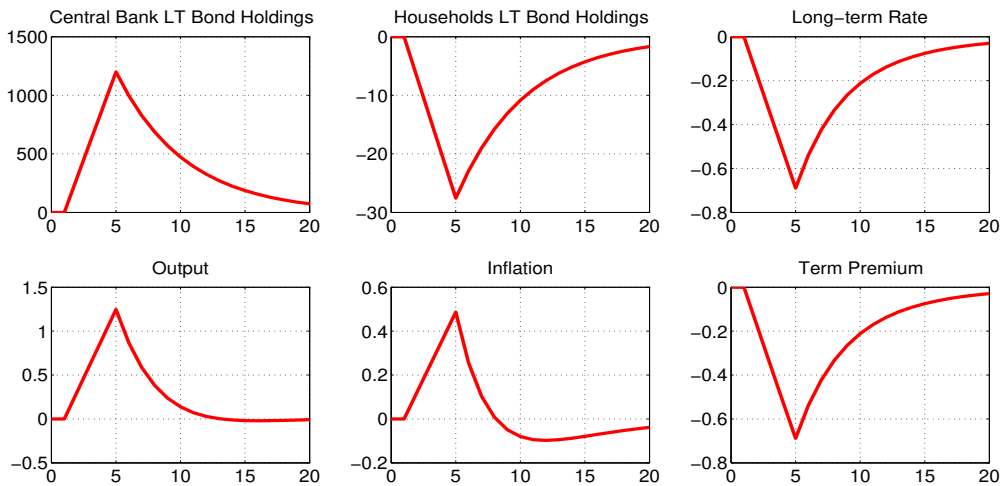 Central Bank LT Bond Holdings
1500
1000
500
0
0 5 10 15 20
Households LT Bond Holdings
0
−10
−20
−30
0 5 10 15 20
Long−term Rate
0
−0.2
−0.4
−0.6
−0.8
0 5 10 15 20
Output
1.5
1
0.5
0
−0.5
0 5 10 15 20
Inflation
0.6
0.4
0.2
0
−0.2
0 5 10 15 20
Term Premium
0
−0.2
−0.4
−0.6
−0.8
0 5 10 15 20